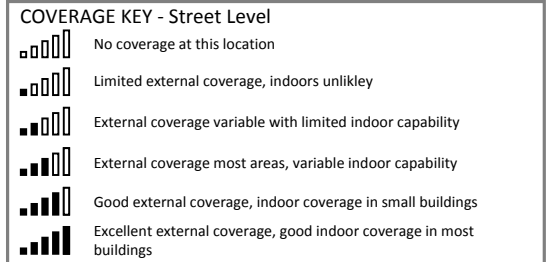 COVERAGE KEY - Street Level
No coverage at this location
Limited external coverage, indoors unlikley
External coverage variable with limited indoor capability
External coverage most areas, variable indoor capability
Good external coverage, indoor coverage in small buildings
Excellent external coverage, good indoor coverage in most
buildings